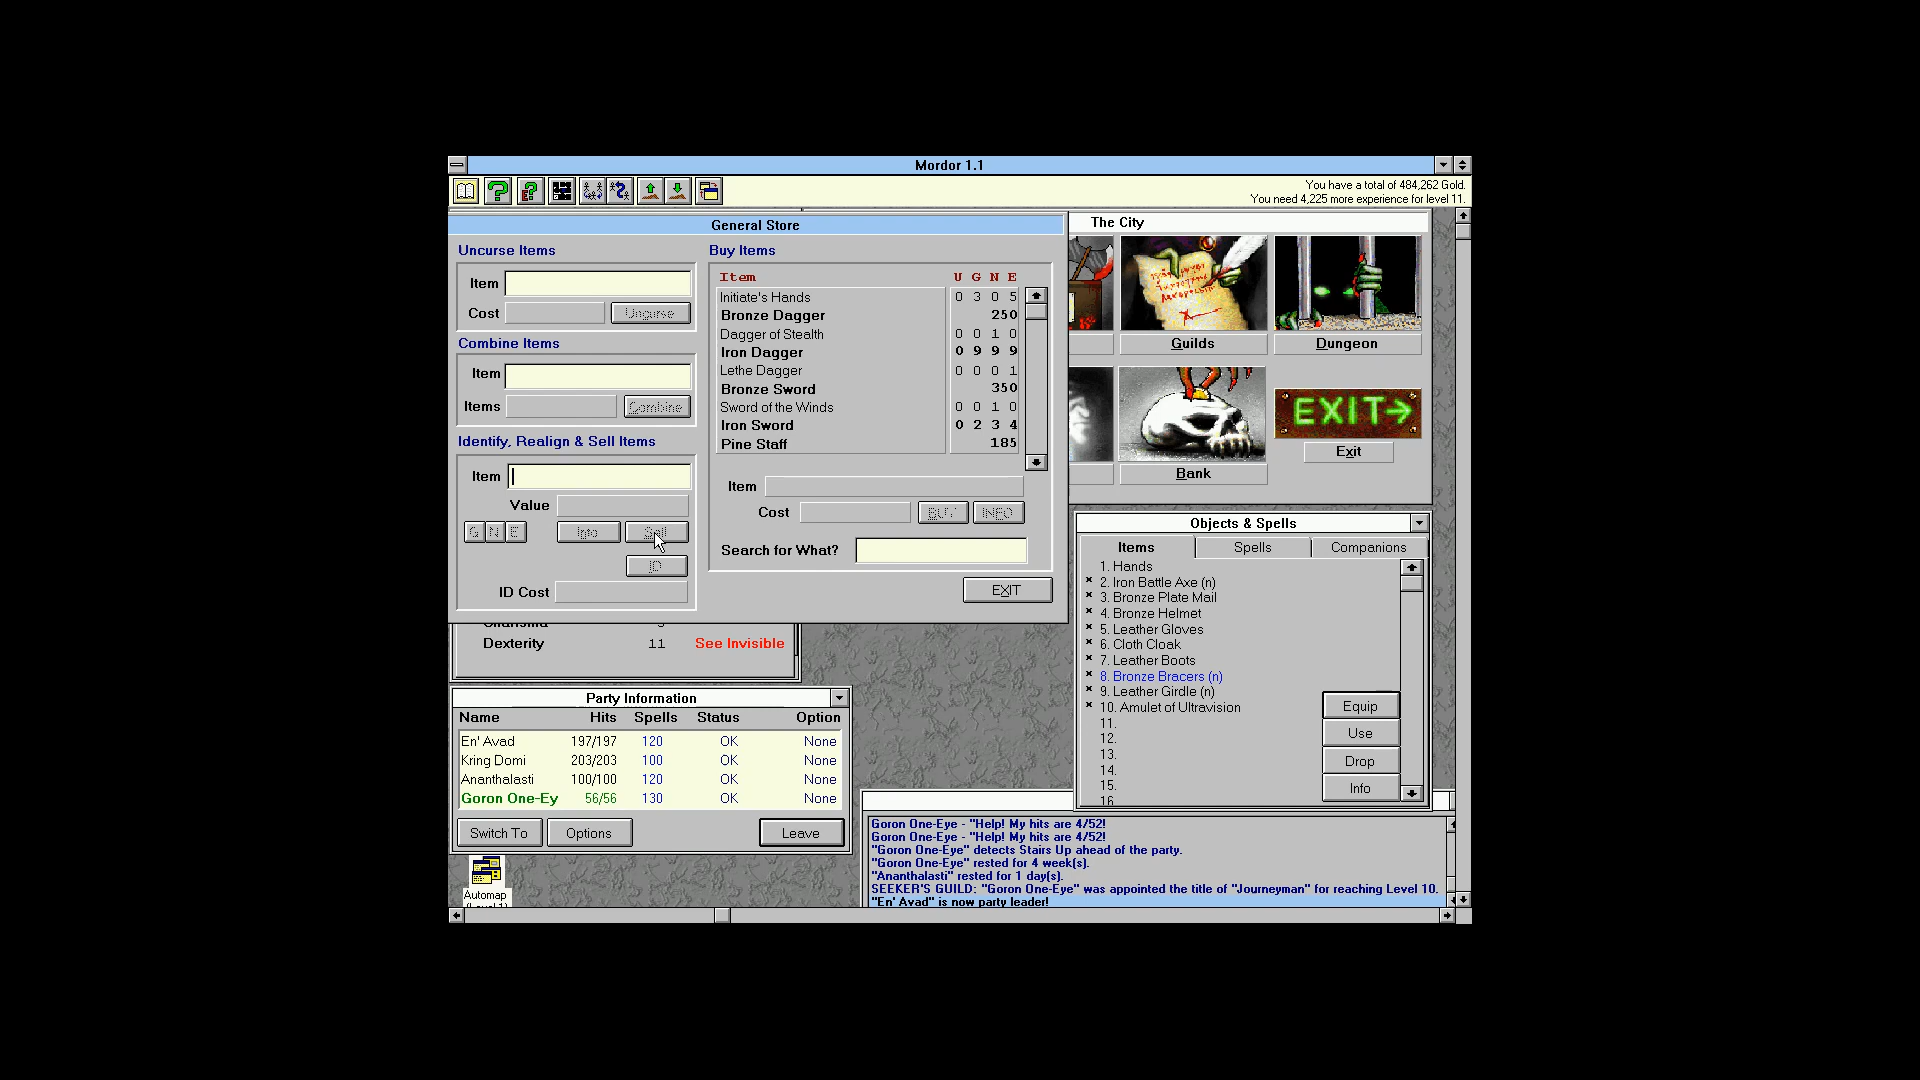 Mordor 1.1
You have a total of 484,262 Gold.
You need 4,225 more experience for level 11.
General Store
Uncurse Items
Item
Cost
Uncurse
Combine Items
Item
Items
Combine
Identify, Realign & Sell Items
Item
Value
G N E Info Sell
ID
ID Cost
Buy Items
Item U G N E
Initiate's Hands 0 3 0 5
Bronze Dagger 250
Dagger of Stealth 0 0 1 0
Iron Dagger 0 9 9 9
Lethe Dagger 0 0 0 1
Bronze Sword 350
Sword of the Winds 0 0 1 0
Iron Sword 0 2 3 4
Pine Staff 185
Item
Cost BUY INFO
Search for What?
EXIT
The City
Guilds
Dungeon
Bank
EXIT→
Exit
Charisma
Dexterity 11 See Invisible
Objects & Spells
Items Spells Companions
1. Hands
× 2. Iron Battle Axe (n)
× 3. Bronze Plate Mail
× 4. Bronze Helmet
× 5. Leather Gloves
× 6. Cloth Cloak
× 7. Leather Boots
× 8. Bronze Bracers (n)
× 9. Leather Girdle (n)
× 10. Amulet of Ultravision
11.
12.
13.
14.
15.
16
Equip
Use
Drop
Info
Party Information
Name Hits Spells Status Option
En' Avad 197/197 120 OK None
Kring Domi 203/203 100 OK None
Ananthalasti 100/100 120 OK None
Goron One-Ey 56/56 130 OK None
Switch To Options Leave
Automap
(Level 1)
Goron One-Eye - "Help! My hits are 4/52!
Goron One-Eye - "Help! My hits are 4/52!
"Goron One-Eye" detects Stairs Up ahead of the party.
"Goron One-Eye" rested for 4 week(s).
"Ananthalasti" rested for 1 day(s).
SEEKER'S GUILD: "Goron One-Eye" was appointed the title of "Journeyman" for reaching Level 10.
"En' Avad" is now party leader!